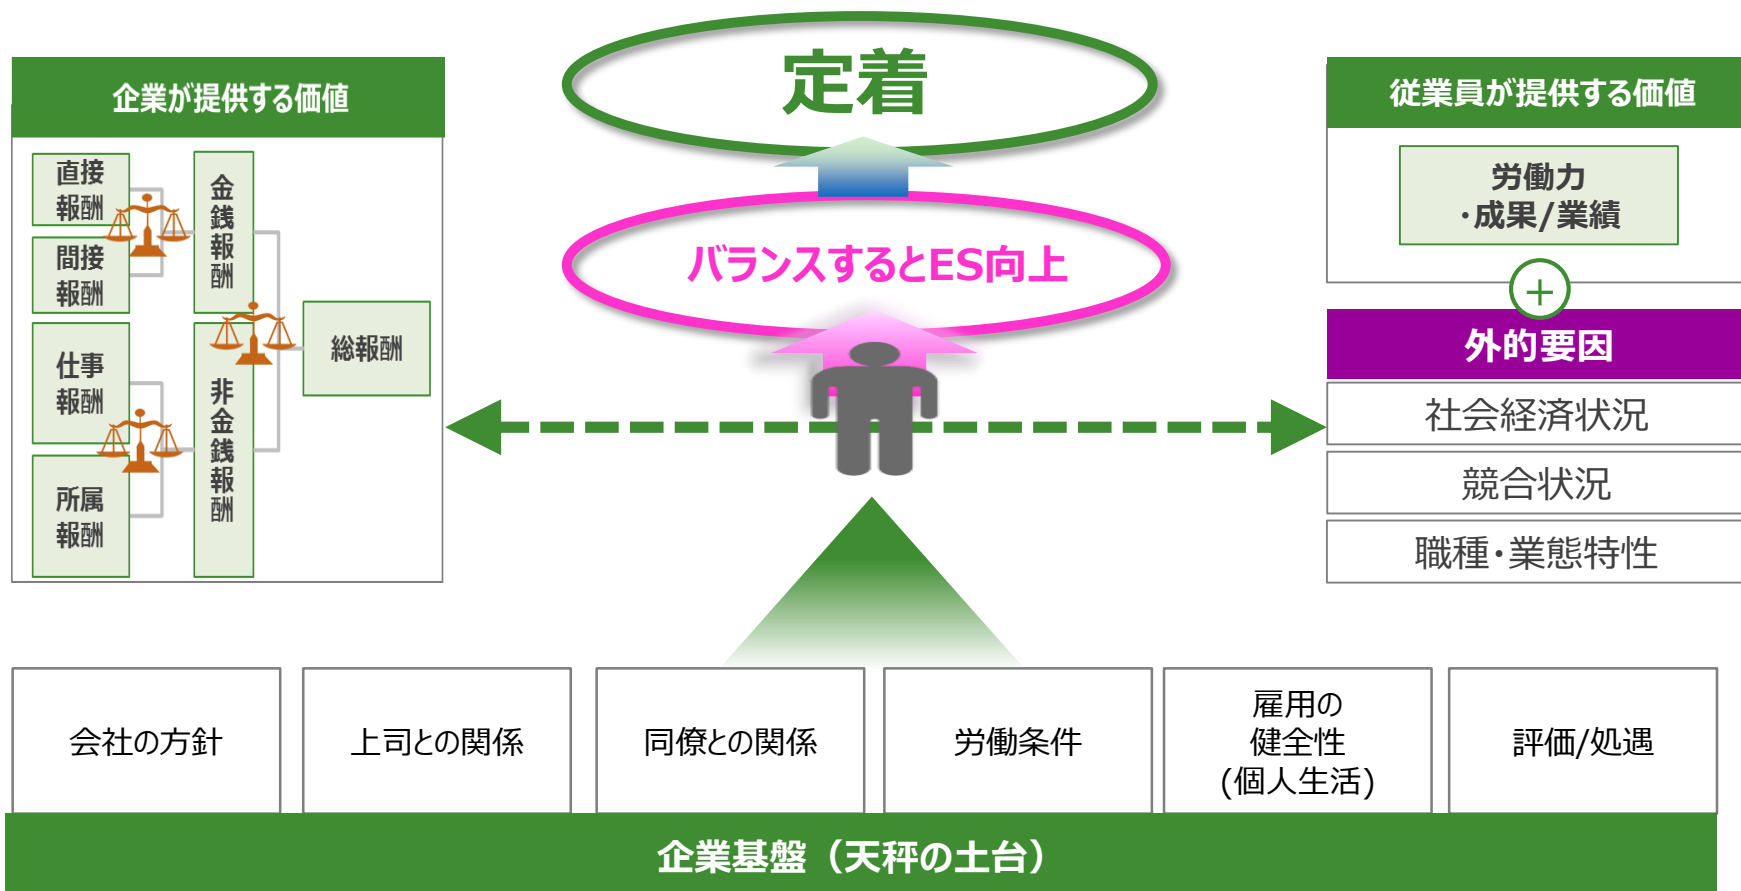 定着
企業が提供する価値
直接
報酬
間接
報酬
仕事
報酬
所属
報酬
金
銭
報
酬
非
金
銭
報
酬
総報酬
バランスするとES向上
従業員が提供する価値
労働力
・成果/業績
+
外的要因
社会経済状況
競合状況
職種・業態特性
会社の方針
上司との関係
同僚との関係
労働条件
雇用の
健全性
(個人生活)
評価/処遇
企業基盤（天秤の土台）